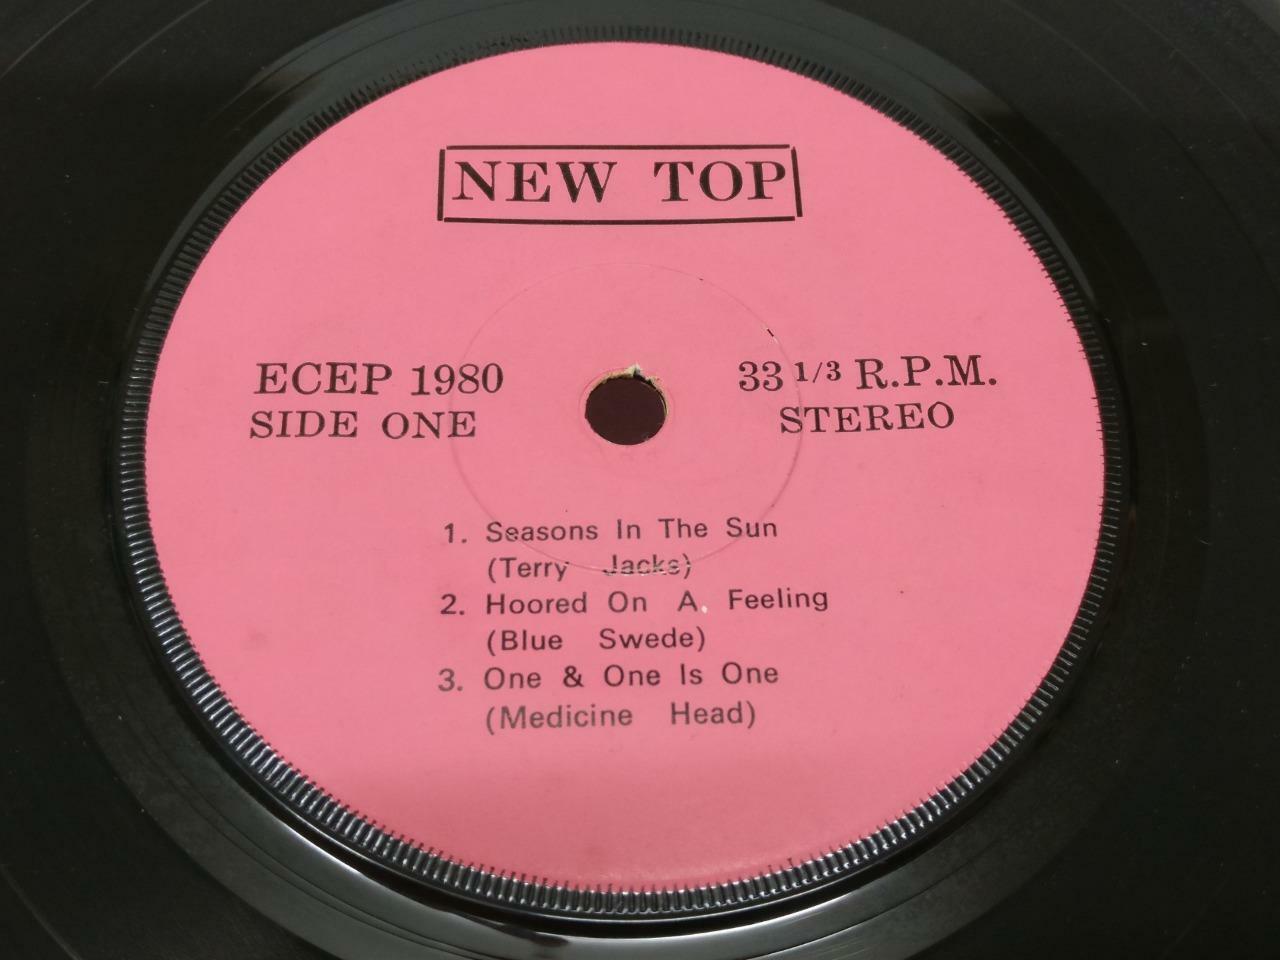 NEW TOP
ECEP 1980
SIDE ONE
33 1/3 R.P.M.
STEREO
1. Seasons In The Sun
(Terry Jacks)
2. Hoored On A. Feeling
(Blue Swede)
3. One & One Is One
(Medicine Head)